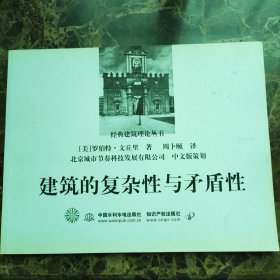 经典建筑理论丛书
[美]罗伯特·文丘里 著 周卜颐 译
北京城市节奏科技发展有限公司 中文版策划
建筑的复杂性与矛盾性
中国水利水电出版社 知识产权出版社
www.waterpub.com.cn www.cnipr.com